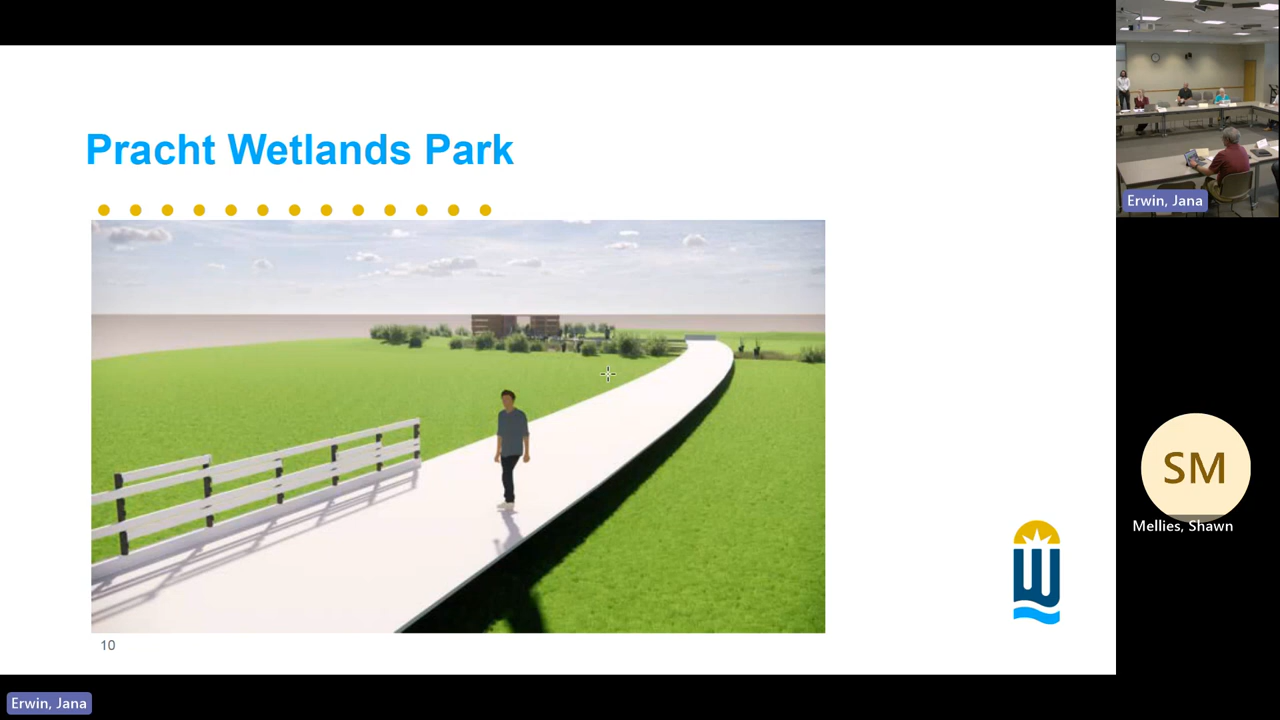 Pracht Wetlands Park
10
Erwin, Jana
Erwin, Jana
SM
Mellies, Shawn
W